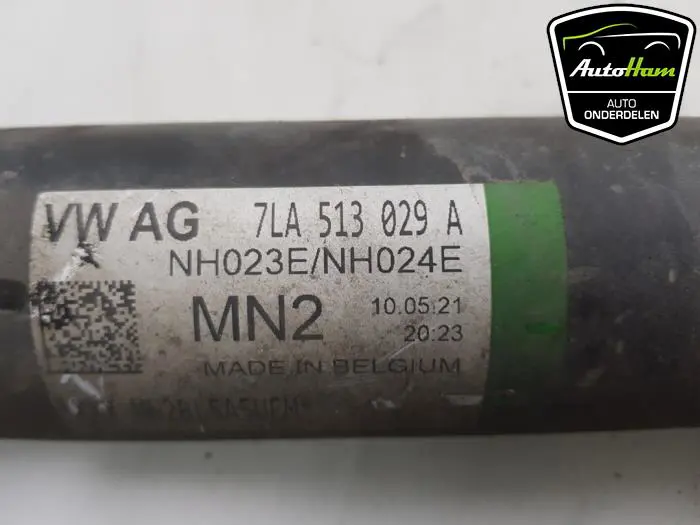 AutoHam
AUTO
ONDERDELEN
VW AG 7LA 513 029 A
A NH023E/NH024E
MN2 10.05.21
20:23
MADE IN BELGIUM